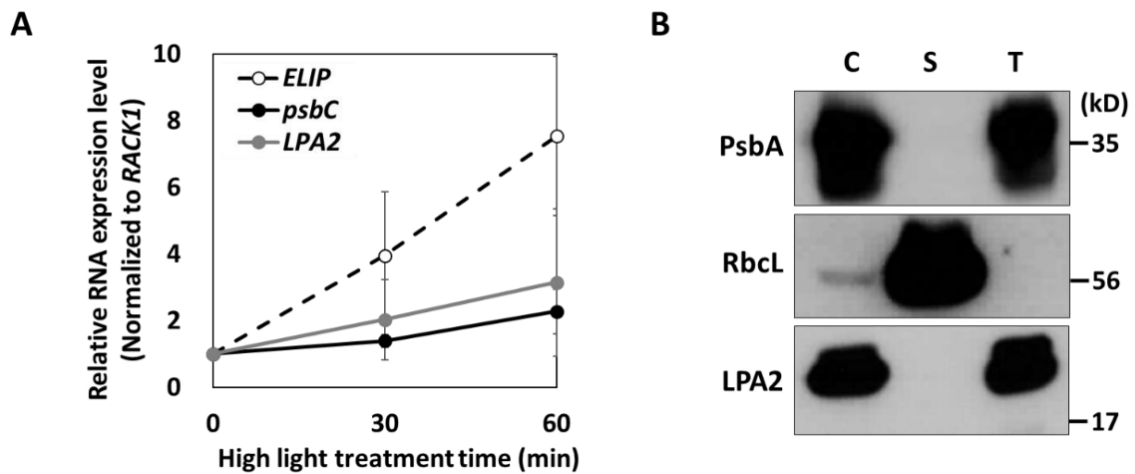 A
Relative RNA expression level
(Normalized to RACK1)
10
8
6
4
2
0
ELIP
psbC
LPA2
0 30 60
High light treatment time (min)
B
C S T
(kD)
PsbA
35
RbcL
56
LPA2
17